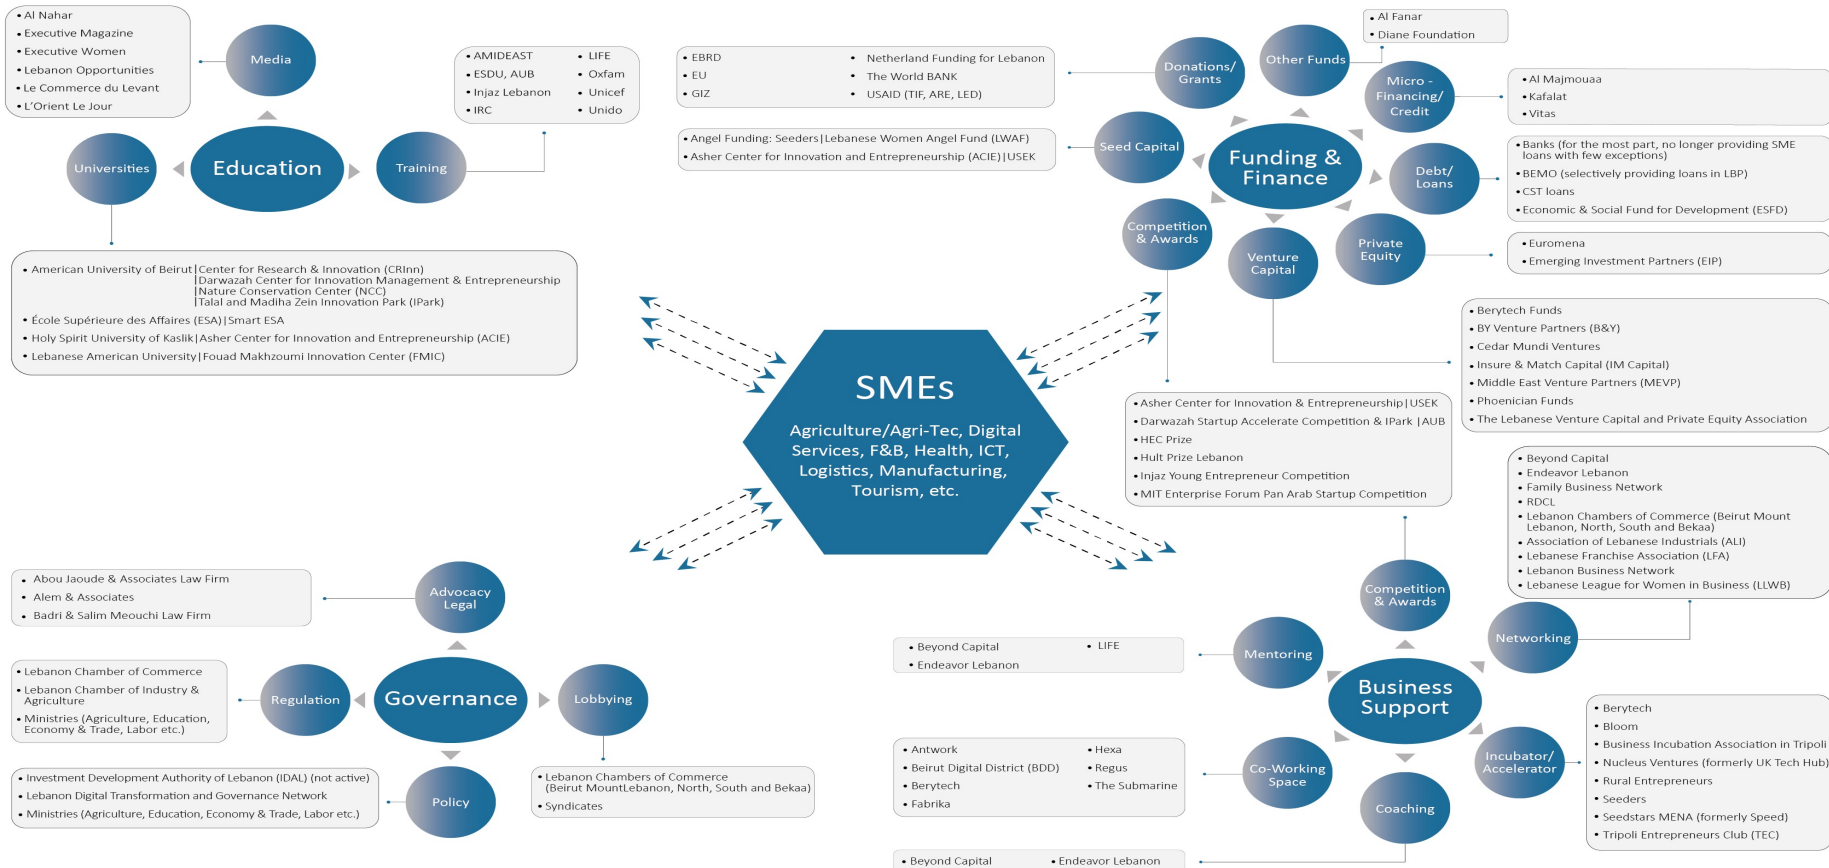 • Al Nahar
• Executive Magazine
• Executive Women
• Lebanon Opportunities
• Le Commerce du Levant
• L'Orient Le Jour
Media
• AMIDEAST
• ESDU, AUB
• Injaz Lebanon
• IRC
• LIFE
• Oxfam
• Unicef
• Unido
Universities
Education
Training
• American University of Beirut|Center for Research & Innovation (CRInn)
|Darwazah Center for Innovation Management & Entrepreneurship
|Nature Conservation Center (NCC)
|Talal and Madiha Zein Innovation Park (IPark)
• École Supérieure des Affaires (ESA)|Smart ESA
• Holy Spirit University of Kaslik|Asher Center for Innovation and Entrepreneurship (ACIE)
• Lebanese American University|Fouad Makhzoumi Innovation Center (FMIC)
• EBRD
• EU
• GIZ
• Netherland Funding for Lebanon
• The World BANK
• USAID (TIF, ARE, LED)
Donations/
Grants
Other Funds
• Al Fanar
• Diane Foundation
Micro -
Financing/
Credit
• Al Majmouaa
• Kafalat
• Vitas
• Angel Funding: Seeders|Lebanese Women Angel Fund (LWAF)
• Asher Center for Innovation and Entrepreneurship (ACIE)|USEK
Seed Capital
Funding &
Finance
Debt/
Loans
• Banks (for the most part, no longer providing SME
loans with few exceptions)
• BEMO (selectively providing loans in LBP)
• CST loans
• Economic & Social Fund for Development (ESFD)
Competition
& Awards
Venture
Capital
Private
Equity
• Euromena
• Emerging Investment Partners (EIP)
• Berytech Funds
• BY Venture Partners (B&Y)
• Cedar Mundi Ventures
• Insure & Match Capital (IM Capital)
• Middle East Venture Partners (MEVP)
• Phoenician Funds
• The Lebanese Venture Capital and Private Equity Association
• Asher Center for Innovation & Entrepreneurship|USEK
• Darwazah Startup Accelerate Competition & IPark |AUB
• HEC Prize
• Hult Prize Lebanon
• Injaz Young Entrepreneur Competition
• MIT Enterprise Forum Pan Arab Startup Competition
SMEs
Agriculture/Agri-Tec, Digital
Services, F&B, Health, ICT,
Logistics, Manufacturing,
Tourism, etc.
• Abou Jaoude & Associates Law Firm
• Alem & Associates
• Badri & Salim Meouchi Law Firm
Advocacy
Legal
• Lebanon Chamber of Commerce
• Lebanon Chamber of Industry &
Agriculture
• Ministries (Agriculture, Education,
Economy & Trade, Labor etc.)
Regulation
Governance
Lobbying
• Investment Development Authority of Lebanon (IDAL) (not active)
• Lebanon Digital Transformation and Governance Network
• Ministries (Agriculture, Education, Economy & Trade, Labor etc.)
Policy
• Lebanon Chambers of Commerce
(Beirut MountLebanon, North, South and Bekaa)
• Syndicates
Competition
& Awards
• Beyond Capital
• Endeavor Lebanon
• Family Business Network
• RDCL
• Lebanon Chambers of Commerce (Beirut Mount
Lebanon, North, South and Bekaa)
• Association of Lebanese Industrials (ALI)
• Lebanese Franchise Association (LFA)
• Lebanon Business Network
• Lebanese League for Women in Business (LLWB)
Networking
• Beyond Capital
• Endeavor Lebanon
• LIFE
Mentoring
Business
Support
• Antwork
• Beirut Digital District (BDD)
• Berytech
• Fabrika
• Hexa
• Regus
• The Submarine
Co-Working
Space
Coaching
Incubator/
Accelerator
• Berytech
• Bloom
• Business Incubation Association in Tripoli
• Nucleus Ventures (formerly UK Tech Hub)
• Rural Entrepreneurs
• Seeders
• Seedstars MENA (formerly Speed)
• Tripoli Entrepreneurs Club (TEC)
• Beyond Capital
• Endeavor Lebanon